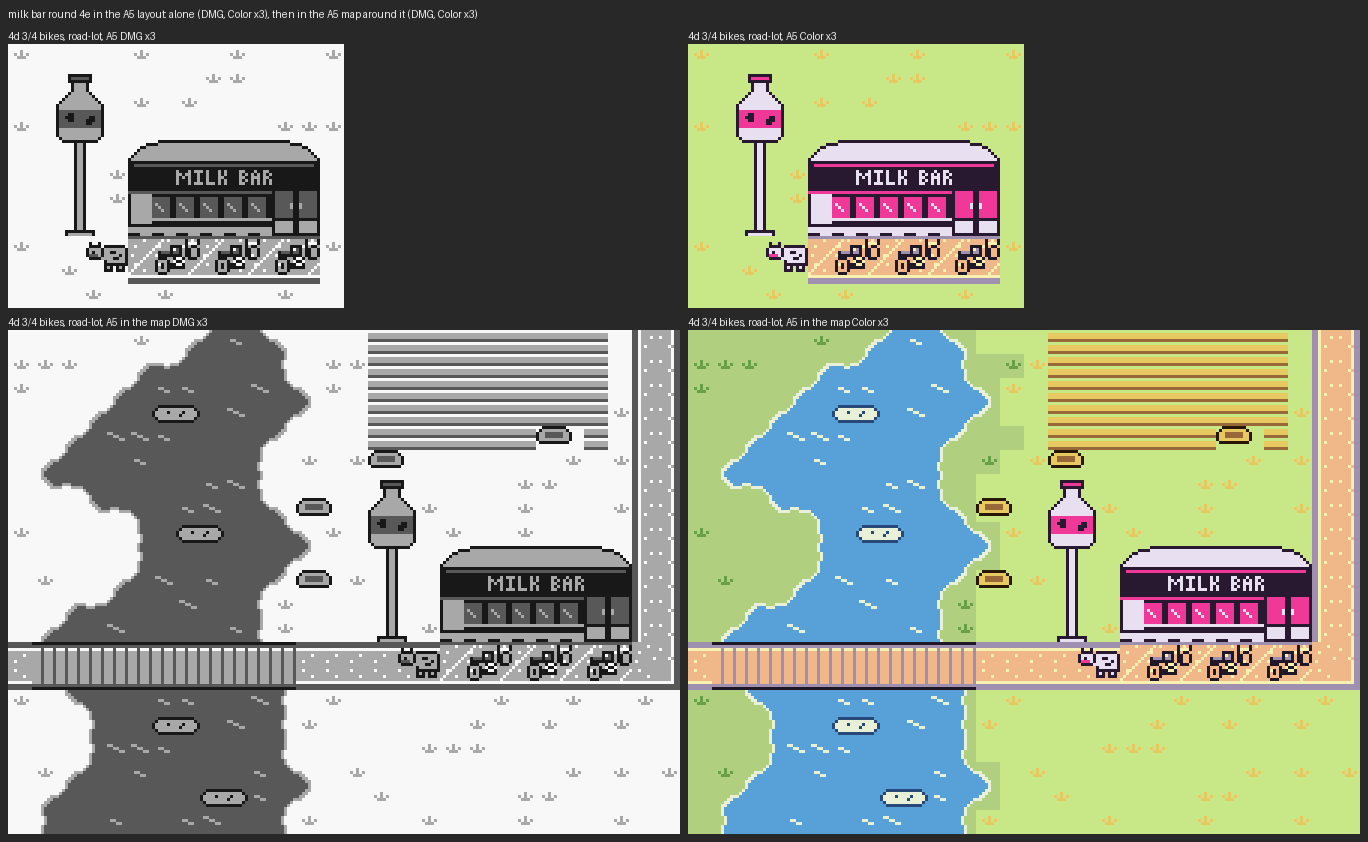 milk bar round 4e in the A5 layout alone (DMG, Color x3), then in the A5 map around it (DMG, Color x3)
4d 3/4 bikes, road-lot, A5 DMG x3
4d 3/4 bikes, road-lot, A5 Color x3
MILK BAR
MILK BAR
4d 3/4 bikes, road-lot, A5 in the map DMG x3
4d 3/4 bikes, road-lot, A5 in the map Color x3
MILK BAR
MILK BAR